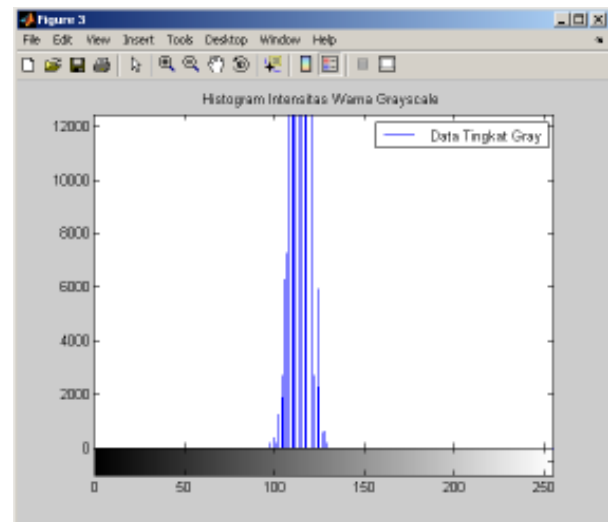 Figure 3
File Edit View Insert Tools Desktop Window Help
Histogram Intensitas Warna Grayscale
Data Tingkat Gray
12000
10000
8000
6000
4000
2000
0
0 50 100 150 200 250